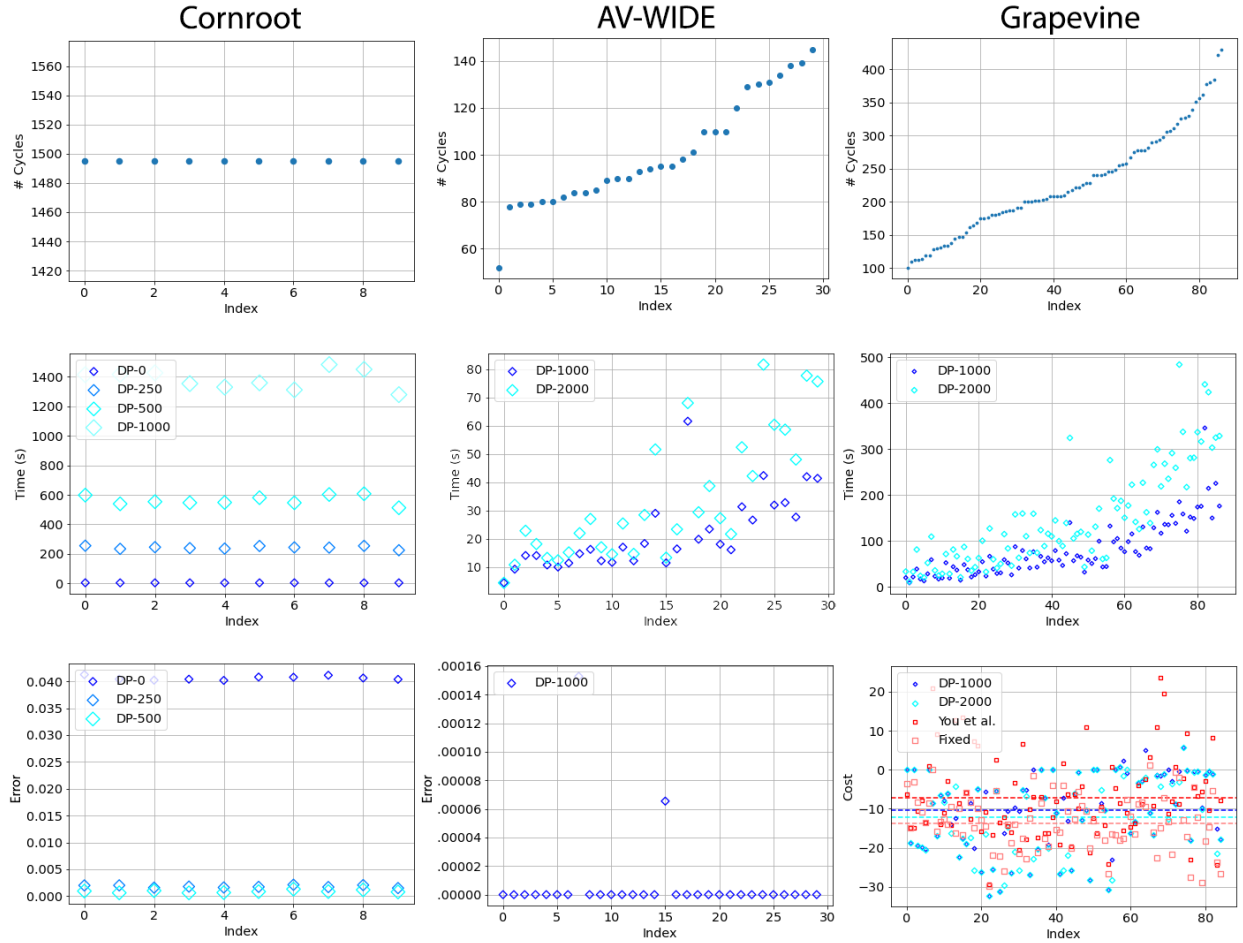 Cornroot AV-WIDE Grapevine
# Cycles
1560
1540
1520
1500
1480
1460
1440
1420
0 2 4 6 8
Index
# Cycles
140
120
100
80
60
0 5 10 15 20 25 30
Index
# Cycles
400
350
300
250
200
150
100
0 20 40 60 80
Index
Time (s)
1400
1200
1000
800
600
400
200
0
DP-0
DP-250
DP-500
DP-1000
0 2 4 6 8
Index
Time (s)
80
70
60
50
40
30
20
10
DP-1000
DP-2000
0 5 10 15 20 25 30
Index
Time (s)
500
400
300
200
100
0
DP-1000
DP-2000
0 20 40 60 80
Index
Error
0.040
0.035
0.030
0.025
0.020
0.015
0.010
0.005
0.000
DP-0
DP-250
DP-500
0 2 4 6 8
Index
Error
.00016
.00014
.00012
.00010
.00008
.00006
.00004
.00002
.00000
DP-1000
0 5 10 15 20 25 30
Index
Cost
20
10
0
−10
−20
−30
DP-1000
DP-2000
You et al.
Fixed
0 20 40 60 80
Index